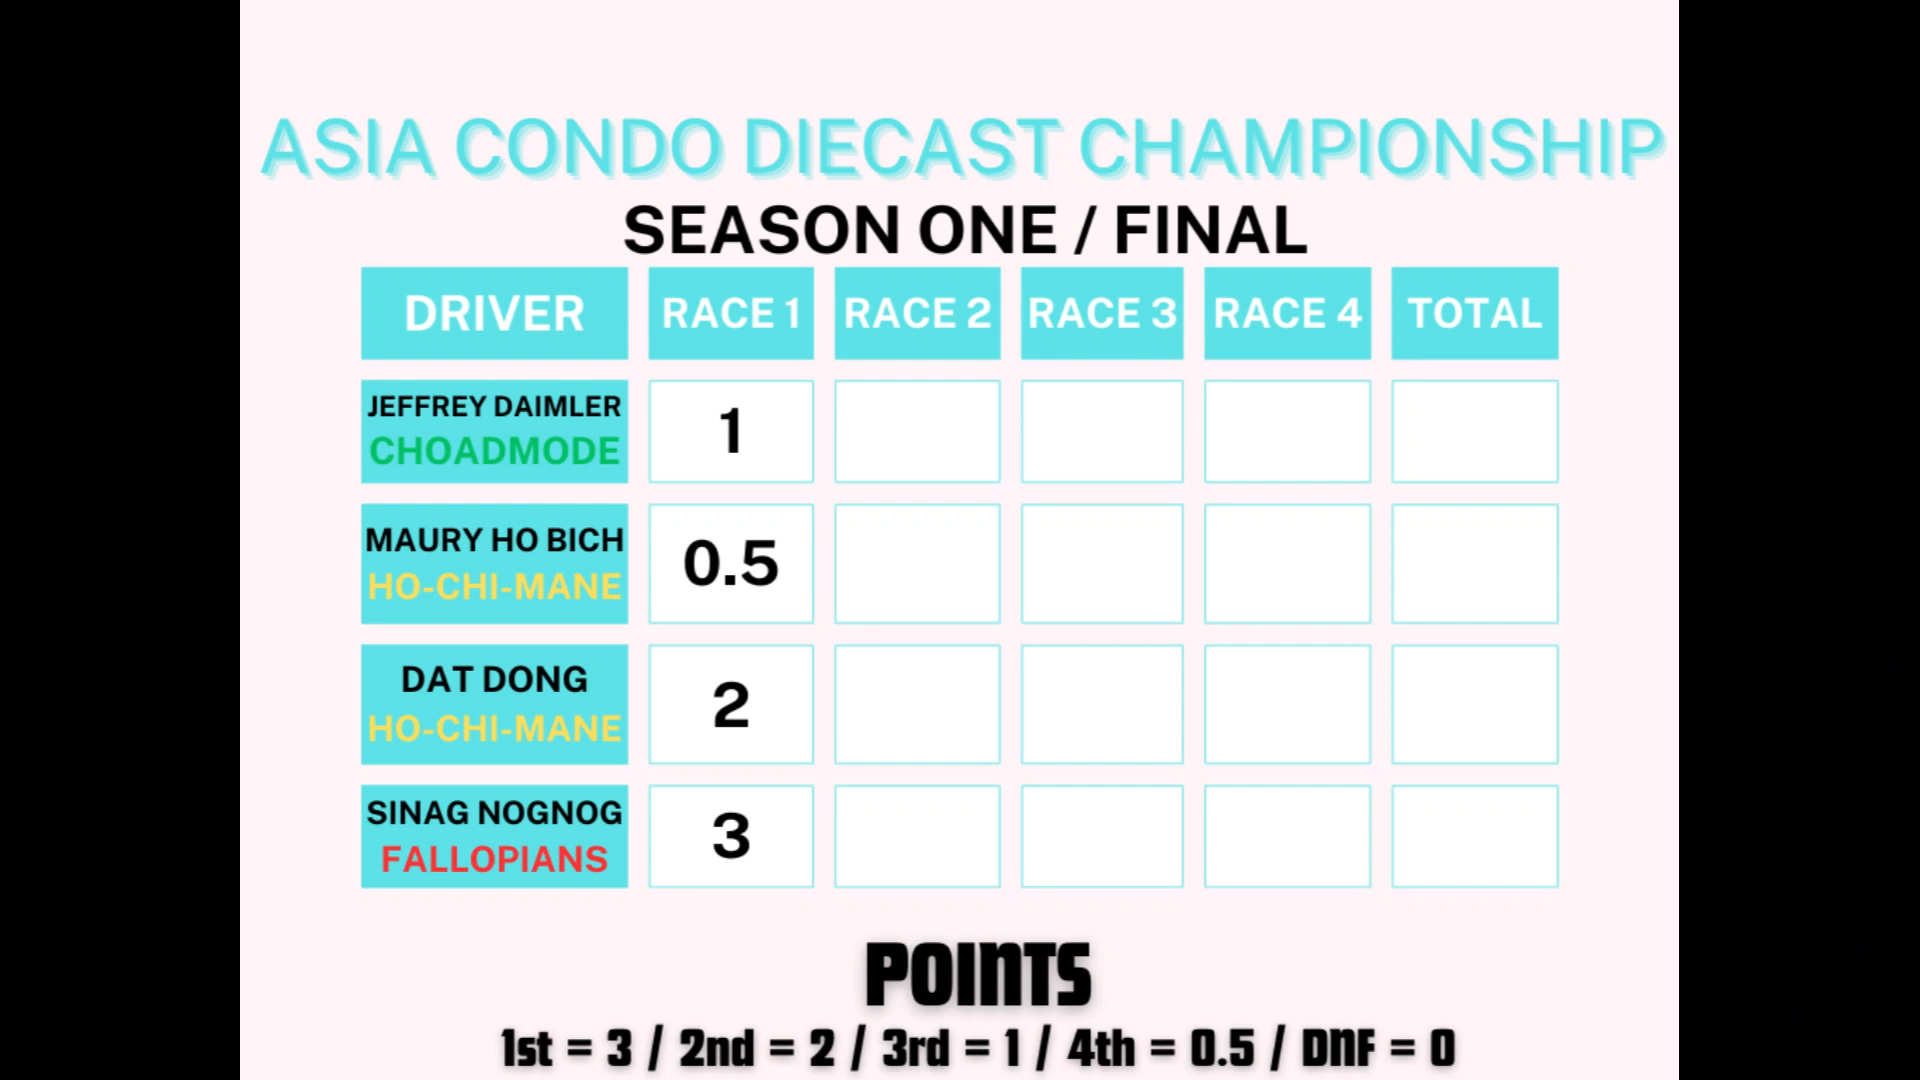 ASIA CONDO DIECAST CHAMPIONSHIP
SEASON ONE / FINAL
DRIVER RACE 1 RACE 2 RACE 3 RACE 4 TOTAL
JEFFREY DAIMLER
CHOADMODE
1
MAURY HO BICH
HO-CHI-MANE
0.5
DAT DONG
HO-CHI-MANE
2
SINAG NOGNOG
FALLOPIANS
3
POINTS
1st = 3 / 2nd = 2 / 3rd = 1 / 4th = 0.5 / DNF = 0